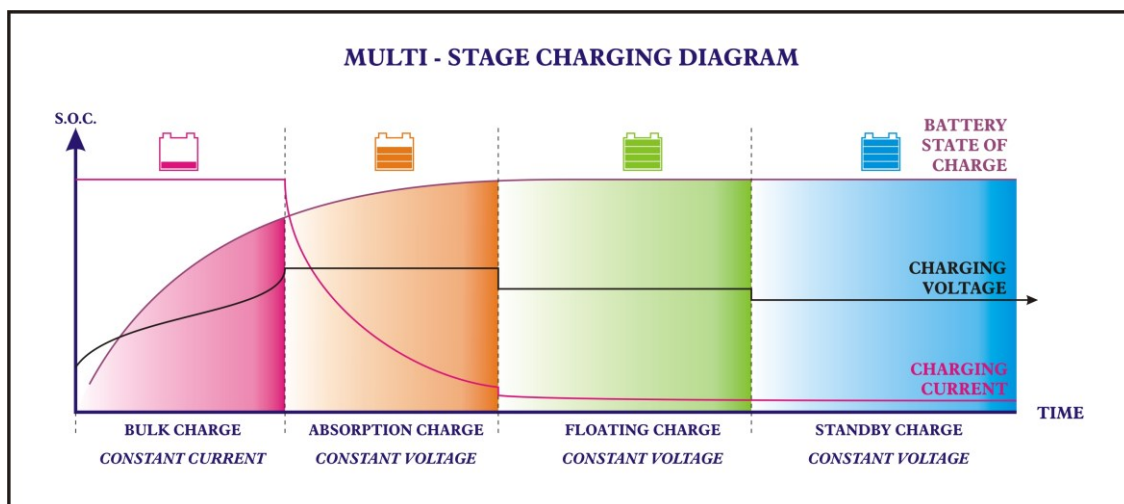 MULTI - STAGE CHARGING DIAGRAM
S.O.C.
BATTERY
STATE OF
CHARGE
CHARGING
VOLTAGE
CHARGING
CURRENT
TIME
BULK CHARGE
CONSTANT CURRENT
ABSORPTION CHARGE
CONSTANT VOLTAGE
FLOATING CHARGE
CONSTANT VOLTAGE
STANDBY CHARGE
CONSTANT VOLTAGE